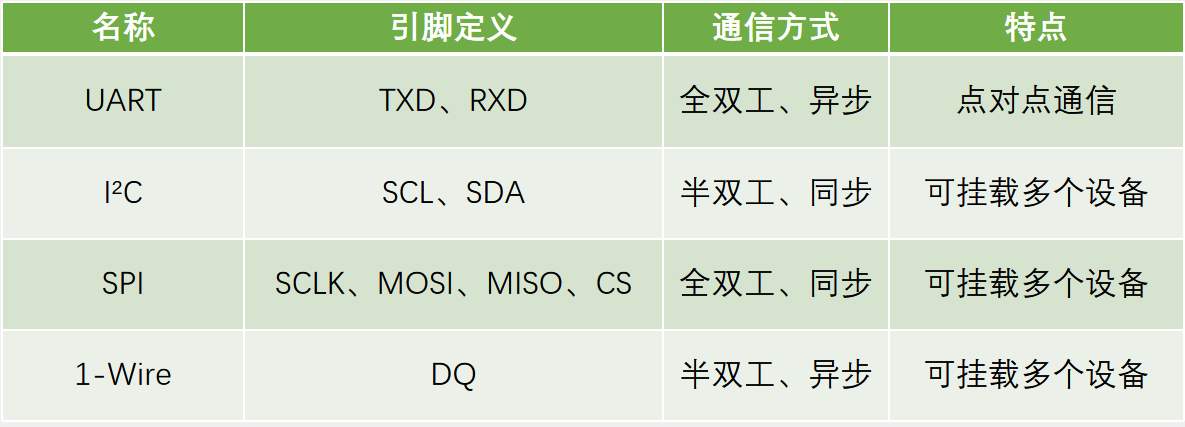 名称 引脚定义 通信方式 特点
UART TXD、RXD 全双工、异步 点对点通信
I²C SCL、SDA 半双工、同步 可挂载多个设备
SPI SCLK、MOSI、MISO、CS 全双工、同步 可挂载多个设备
1-Wire DQ 半双工、异步 可挂载多个设备